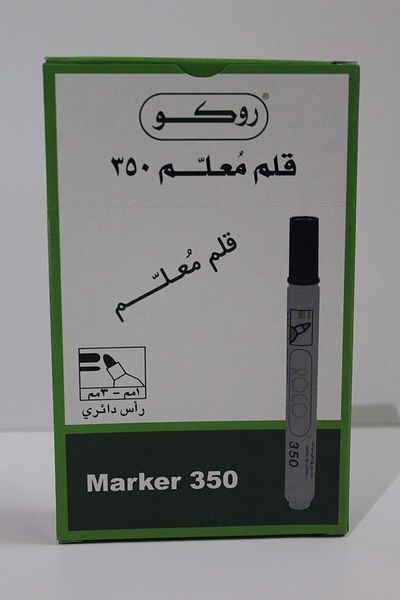 روكو®
قلم مُعلّم ٣٥٠
قلم مُعلّم
١مم - ٣مم
رأس دائري
ROCO
350
Marker 350